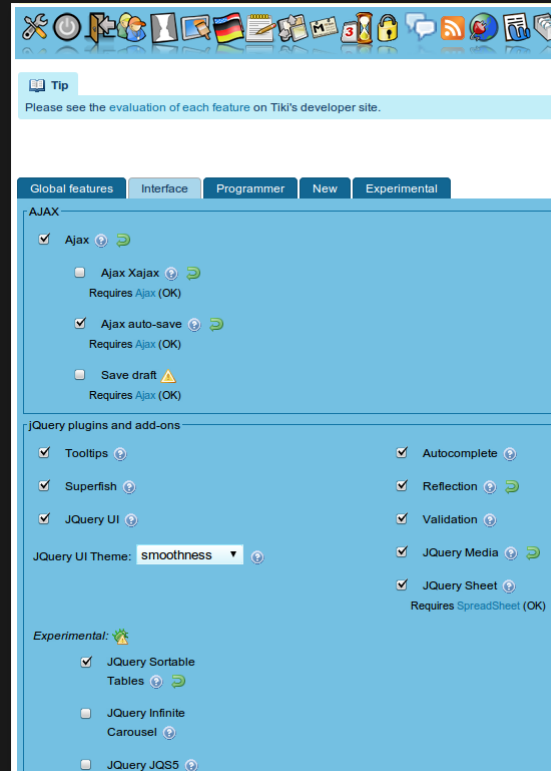 3
Tip
Please see the evaluation of each feature on Tiki's developer site.
Global features Interface Programmer New Experimental
AJAX
Ajax
Ajax Xajax
Requires Ajax (OK)
Ajax auto-save
Requires Ajax (OK)
Save draft
Requires Ajax (OK)
jQuery plugins and add-ons
Tooltips
Autocomplete
Superfish
Reflection
JQuery UI
Validation
JQuery UI Theme: smoothness
JQuery Media
JQuery Sheet
Requires SpreadSheet (OK)
Experimental:
JQuery Sortable
Tables
JQuery Infinite
Carousel
JQuery JQS5